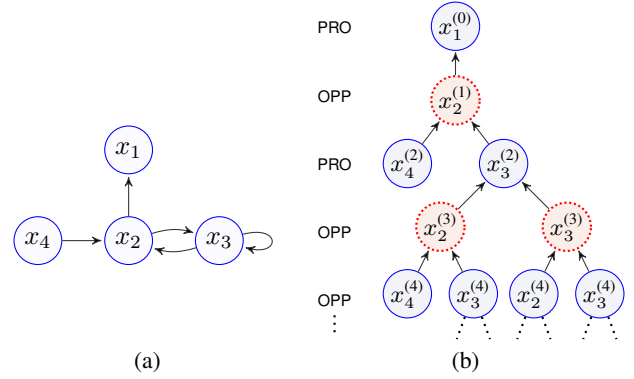 PRO x₁⁽⁰⁾
OPP x₂⁽¹⁾
PRO x₄⁽²⁾ x₃⁽²⁾
OPP x₂⁽³⁾ x₃⁽³⁾
OPP x₄⁽⁴⁾ x₃⁽⁴⁾ x₂⁽⁴⁾ x₃⁽⁴⁾
⋮
x₁
x₄ x₂ x₃
(a) (b)